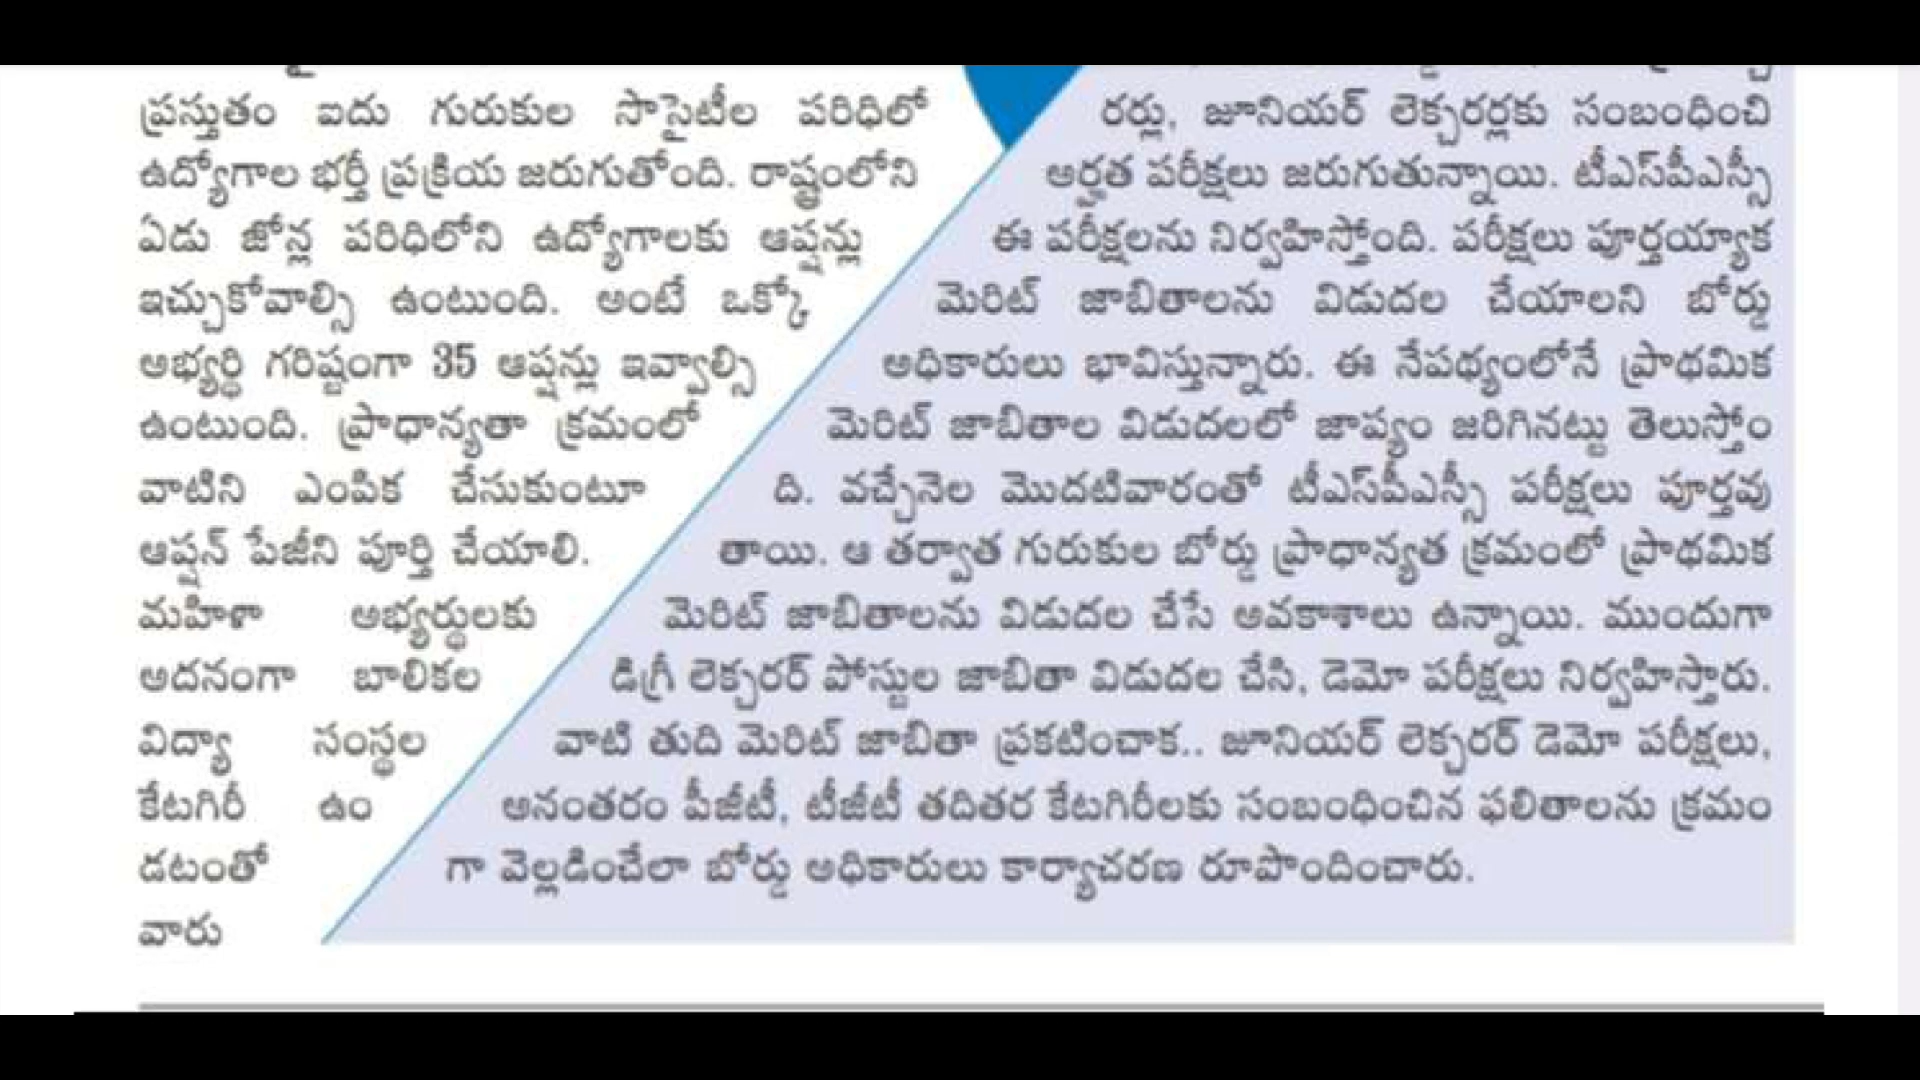 ప్రస్తుతం ఐదు గురుకుల సొసైటీల పరిధిలో
ఉద్యోగాల భర్తీ ప్రక్రియ జరుగుతోంది. రాష్ట్రంలోని
ఏడు జోన్ల పరిధిలోని ఉద్యోగాలకు ఆప్షన్లు
ఇచ్చుకోవాల్సి ఉంటుంది. అంటే ఒక్కో
అభ్యర్థి గరిష్టంగా 35 ఆప్షన్లు ఇవ్వాల్సి
ఉంటుంది. ప్రాధాన్యతా క్రమంలో
వాటిని ఎంపిక చేసుకుంటూ
ఆప్షన్ పేజీని పూర్తి చేయాలి.
మహిళా అభ్యర్థులకు
అదనంగా బాలికల
విద్యా సంస్థల
కేటగిరీ ఉం
డటంతో
వారు
రర్లు, జూనియర్ లెక్చరర్లకు సంబంధించి
అర్హత పరీక్షలు జరుగుతున్నాయి. టీఎస్‌పీఎస్సీ
ఈ పరీక్షలను నిర్వహిస్తోంది. పరీక్షలు పూర్తయ్యాక
మెరిట్ జాబితాలను విడుదల చేయాలని బోర్డు
అధికారులు భావిస్తున్నారు. ఈ నేపథ్యంలోనే ప్రాథమిక
మెరిట్ జాబితాల విడుదలలో జాప్యం జరిగినట్టు తెలుస్తోం
ది. వచ్చేనెల మొదటివారంతో టీఎస్‌పీఎస్సీ పరీక్షలు పూర్తవు
తాయి. ఆ తర్వాత గురుకుల బోర్డు ప్రాధాన్యత క్రమంలో ప్రాథమిక
మెరిట్ జాబితాలను విడుదల చేసే అవకాశాలు ఉన్నాయి. ముందుగా
డిగ్రీ లెక్చరర్ పోస్టుల జాబితా విడుదల చేసి, డెమో పరీక్షలు నిర్వహిస్తారు.
వాటి తుది మెరిట్ జాబితా ప్రకటించాక.. జూనియర్ లెక్చరర్ డెమో పరీక్షలు,
అనంతరం పీజీటీ, టీజీటీ తదితర కేటగిరీలకు సంబంధించిన ఫలితాలను క్రమం
గా వెల్లడించేలా బోర్డు అధికారులు కార్యాచరణ రూపొందించారు.